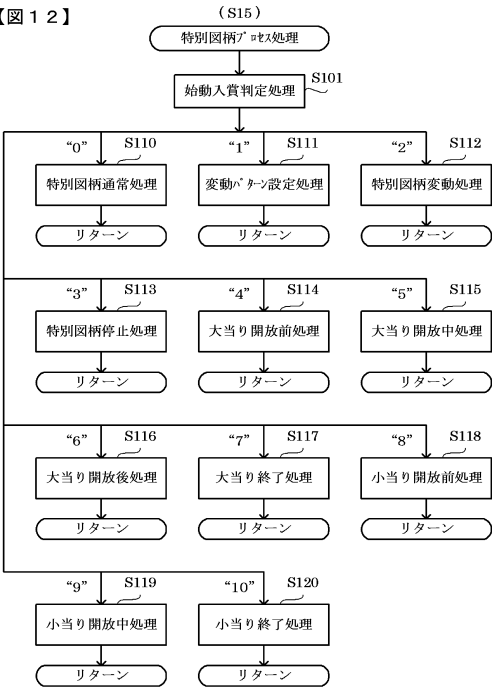 【図１２】
(S15)
特別図柄ﾌﾟﾛｾｽ処理
S101
始動入賞判定処理
“0” S110 “1” S111 “2” S112
特別図柄通常処理 変動ﾊﾟﾀｰﾝ設定処理 特別図柄変動処理
リターン リターン リターン
“3” S113 “4” S114 “5” S115
特別図柄停止処理 大当り開放前処理 大当り開放中処理
リターン リターン リターン
“6” S116 “7” S117 “8” S118
大当り開放後処理 大当り終了処理 小当り開放前処理
リターン リターン リターン
“9” S119 “10” S120
小当り開放中処理 小当り終了処理
リターン リターン